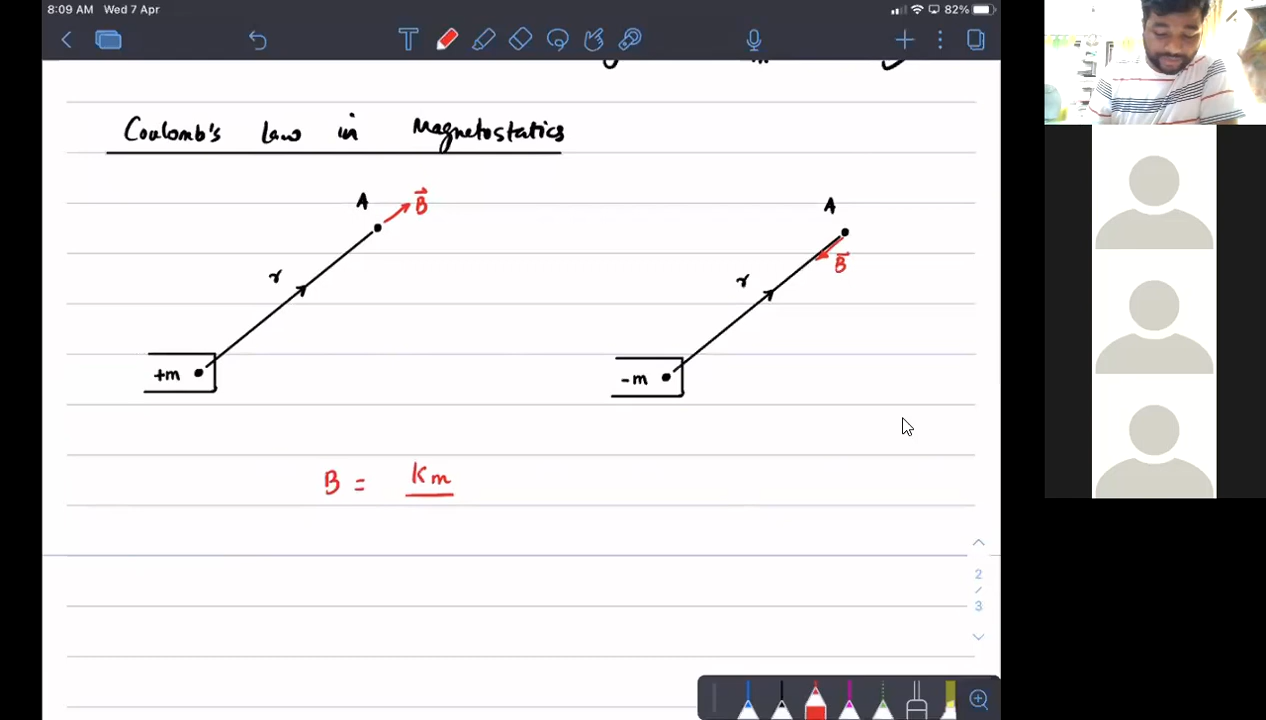 8:09 AM Wed 7 Apr 82%
T
Coulomb's law in Magnetostatics
A B⃗
A
B⃗
r
r
+m
-m
B = Km
2
/
3